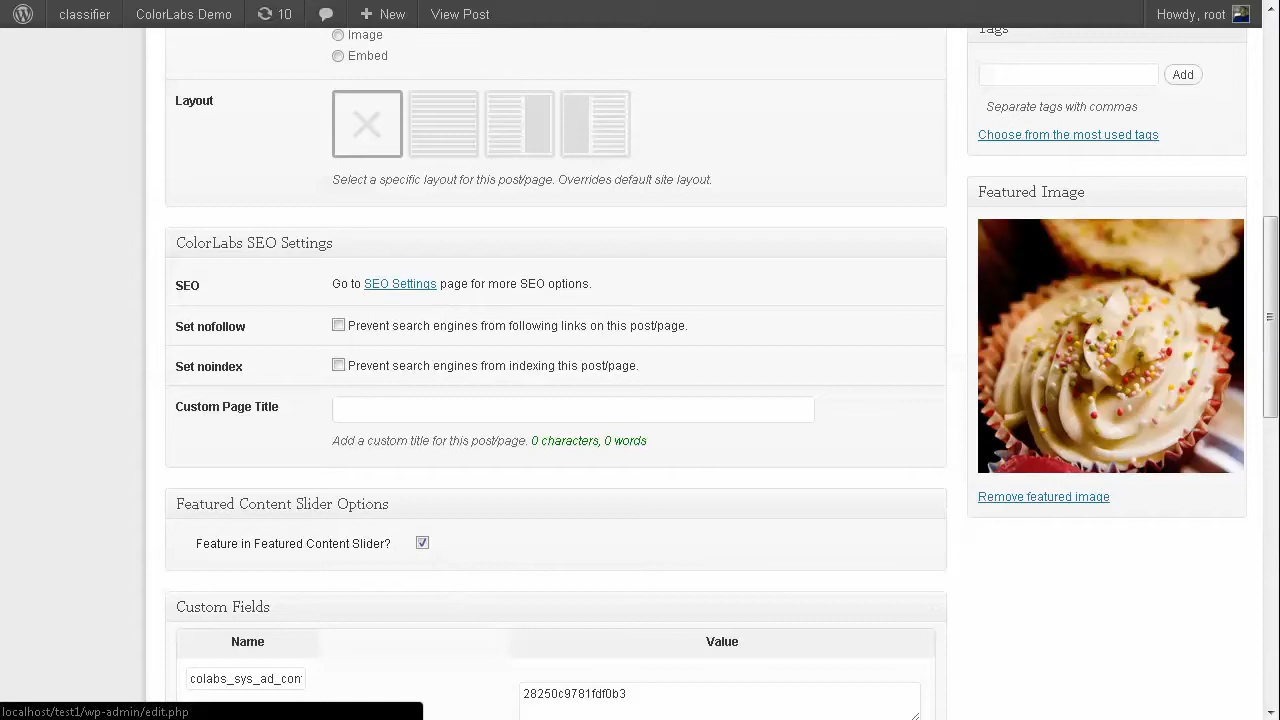 classifier ColorLabs Demo 10 New View Post Howdy, root
Image
Embed
Layout
Select a specific layout for this post/page. Overrides default site layout.
ColorLabs SEO Settings
SEO Go to SEO Settings page for more SEO options.
Set nofollow Prevent search engines from following links on this post/page.
Set noindex Prevent search engines from indexing this post/page.
Custom Page Title
Add a custom title for this post/page. 0 characters, 0 words
Featured Content Slider Options
Feature in Featured Content Slider?
Custom Fields
Name Value
colabs_sys_ad_con
28250c9781fdf0b3
Tags
Add
Separate tags with commas
Choose from the most used tags
Featured Image
Remove featured image
localhost/test1/wp-admin/edit.php